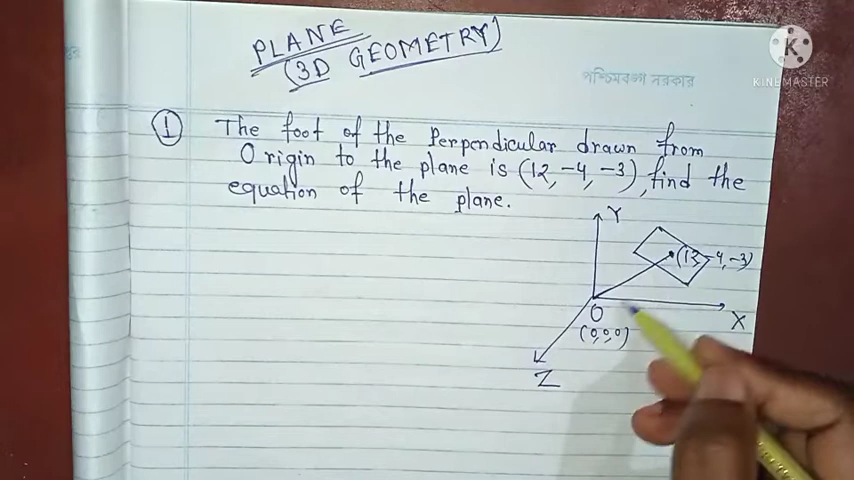 PLANE
(3D GEOMETRY)
পশ্চিমবঙ্গ সরকার
K
KINEMASTER
1 The foot of the Perpendicular drawn from
Origin to the plane is (12, -4, -3), find the
equation of the plane.
Y
(12, -4, -3)
O
X
(0,0,0)
Z